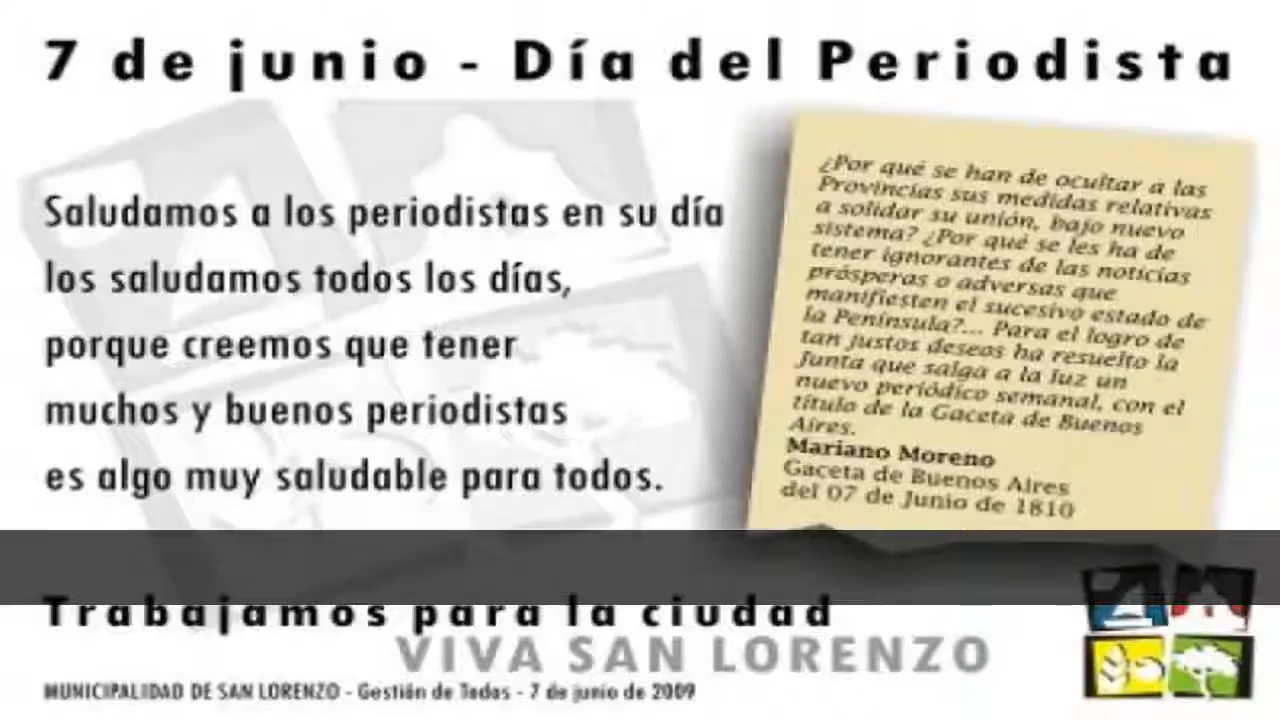 7 de junio - Día del Periodista
Saludamos a los periodistas en su día
los saludamos todos los días,
porque creemos que tener
muchos y buenos periodistas
es algo muy saludable para todos.
¿Por qué se han de ocultar a las
Provincias sus medidas relativas
a solidar su unión, bajo nuevo
sistema? ¿Por qué se les ha de
tener ignorantes de las noticias
prósperas o adversas que
manifiesten el sucesivo estado de
la Península?... Para el logro de
tan justos deseos ha resuelto la
Junta que salga a la luz un
nuevo periódico semanal, con el
título de la Gaceta de Buenos
Aires.
Mariano Moreno
Gaceta de Buenos Aires
del 07 de Junio de 1810
Trabajamos para la ciudad
VIVA SAN LORENZO
MUNICIPALIDAD DE SAN LORENZO - Gestión de Todos - 7 de junio de 2009